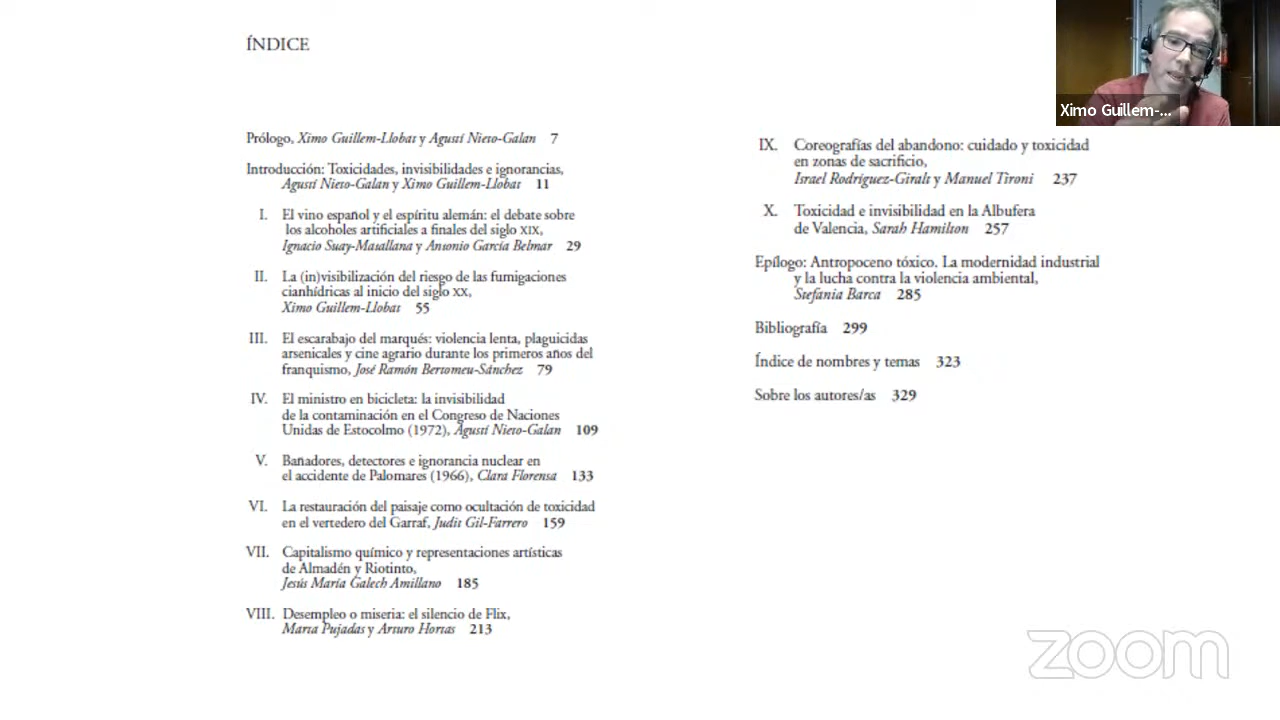 ÍNDICE
Prólogo, Ximo Guillem-Llobat y Agustí Nieto-Galan 7
Introducción: Toxicidades, invisibilidades e ignorancias,
Agustí Nieto-Galan y Ximo Guillem-Llobat 11
I. El vino español y el espíritu alemán: el debate sobre
los alcoholes artificiales a finales del siglo XIX,
Ignacio Suay-Matallana y Antonio García Belmar 29
II. La (in)visibilización del riesgo de las fumigaciones
cianhídricas al inicio del siglo XX,
Ximo Guillem-Llobat 55
III. El escarabajo del marqués: violencia lenta, plaguicidas
arsenicales y cine agrario durante los primeros años del
franquismo, José Ramón Bertomeu-Sánchez 79
IV. El ministro en bicicleta: la invisibilidad
de la contaminación en el Congreso de Naciones
Unidas de Estocolmo (1972), Agustí Nieto-Galan 109
V. Bañadores, detectores e ignorancia nuclear en
el accidente de Palomares (1966), Clara Florensa 133
VI. La restauración del paisaje como ocultación de toxicidad
en el vertedero del Garraf, Judit Gil-Farrero 159
VII. Capitalismo químico y representaciones artísticas
de Almadén y Riotinto,
Jesús María Galech Amillano 185
VIII. Desempleo o miseria: el silencio de Flix,
Marta Pujadas y Arturo Hortas 213
IX. Coreografías del abandono: cuidado y toxicidad
en zonas de sacrificio,
Israel Rodríguez-Giralt y Manuel Tironi 237
X. Toxicidad e invisibilidad en la Albufera
de Valencia, Sarah Hamilton 257
Epílogo: Antropoceno tóxico. La modernidad industrial
y la lucha contra la violencia ambiental,
Stefania Barca 285
Bibliografía 299
Índice de nombres y temas 323
Sobre los autores/as 329
Ximo Guillem-...
zoom